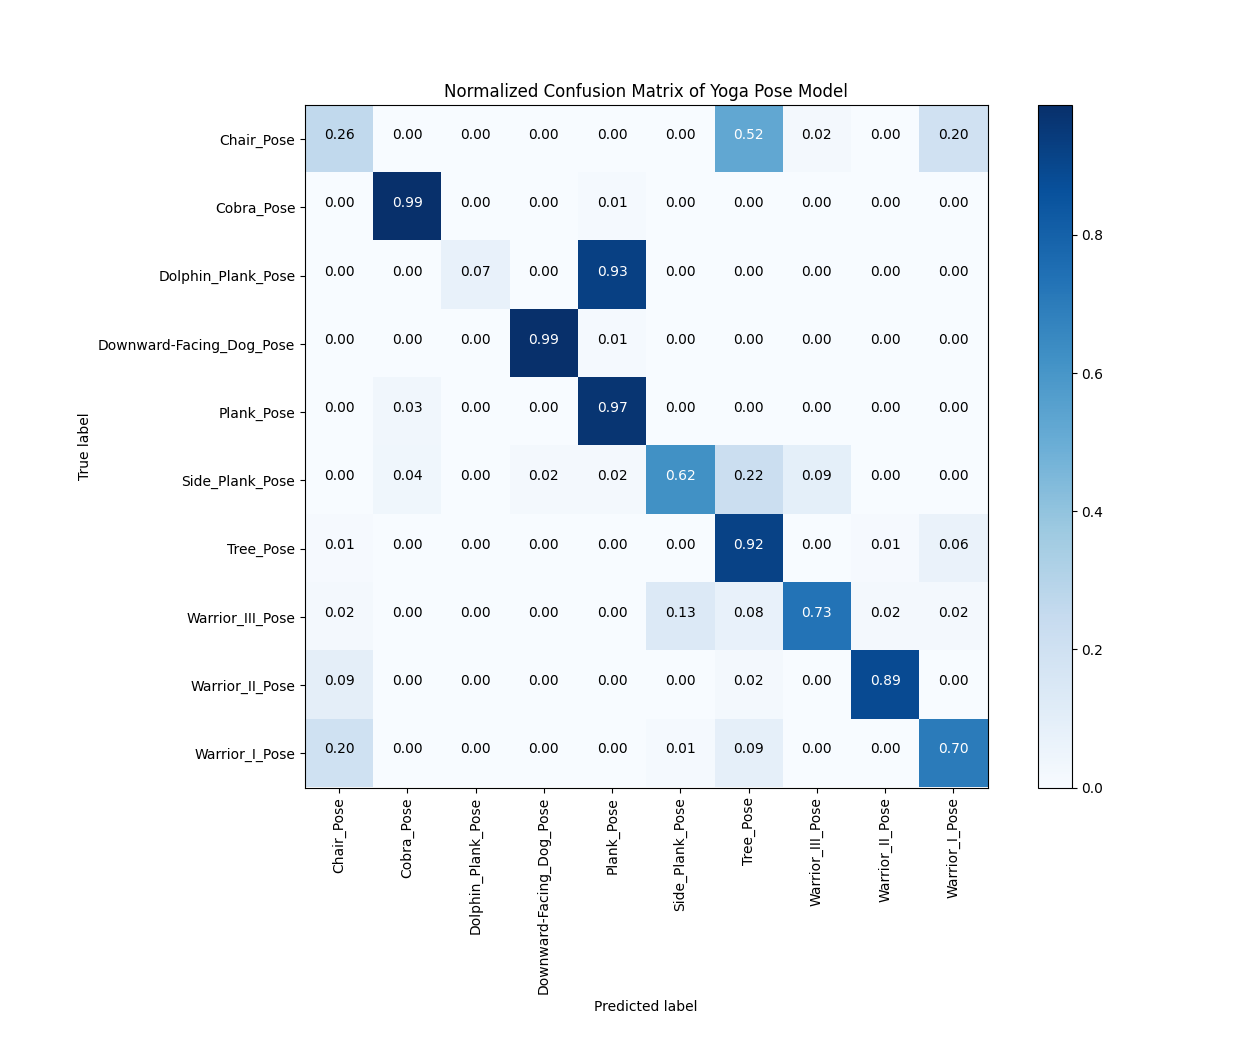 Normalized Confusion Matrix of Yoga Pose Model
Chair_Pose 0.26 0.00 0.00 0.00 0.00 0.00 0.52 0.02 0.00 0.20
Cobra_Pose 0.00 0.99 0.00 0.00 0.01 0.00 0.00 0.00 0.00 0.00
Dolphin_Plank_Pose 0.00 0.00 0.07 0.00 0.93 0.00 0.00 0.00 0.00 0.00
Downward-Facing_Dog_Pose 0.00 0.00 0.00 0.99 0.01 0.00 0.00 0.00 0.00 0.00
Plank_Pose 0.00 0.03 0.00 0.00 0.97 0.00 0.00 0.00 0.00 0.00
Side_Plank_Pose 0.00 0.04 0.00 0.02 0.02 0.62 0.22 0.09 0.00 0.00
Tree_Pose 0.01 0.00 0.00 0.00 0.00 0.00 0.92 0.00 0.01 0.06
Warrior_III_Pose 0.02 0.00 0.00 0.00 0.00 0.13 0.08 0.73 0.02 0.02
Warrior_II_Pose 0.09 0.00 0.00 0.00 0.00 0.00 0.02 0.00 0.89 0.00
Warrior_I_Pose 0.20 0.00 0.00 0.00 0.00 0.01 0.09 0.00 0.00 0.70
True label
Chair_Pose
Cobra_Pose
Dolphin_Plank_Pose
Downward-Facing_Dog_Pose
Plank_Pose
Side_Plank_Pose
Tree_Pose
Warrior_III_Pose
Warrior_II_Pose
Warrior_I_Pose
Predicted label
0.8
0.6
0.4
0.2
0.0